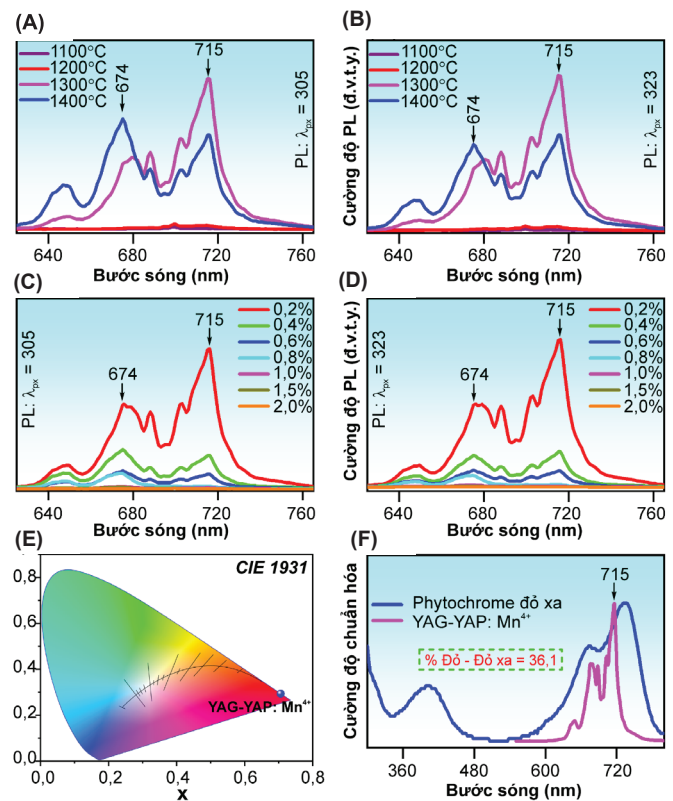 (A)
1100°C
1200°C
1300°C
1400°C
674
715
PL: λpx = 305
640 680 720 760
Bước sóng (nm)
(B)
1100°C
1200°C
1300°C
1400°C
674
715
Cường độ PL (đ.v.t.y.)
PL: λpx = 323
640 680 720 760
Bước sóng (nm)
(C)
PL: λpx = 305
674
715
0,2%
0,4%
0,6%
0,8%
1,0%
1,5%
2,0%
640 680 720 760
Bước sóng (nm)
(D)
Cường độ PL (đ.v.t.y.)
PL: λpx = 323
674
715
0,2%
0,4%
0,6%
0,8%
1,0%
1,5%
2,0%
640 680 720 760
Bước sóng (nm)
(E)
CIE 1931
0,8
0,6
0,4
0,2
0,0
YAG-YAP: Mn⁴⁺
0,0 0,2 0,4 0,6 0,8
x
(F)
Cường độ chuẩn hóa
715
Phytochrome đỏ xa
YAG-YAP: Mn⁴⁺
% Đỏ - Đỏ xa = 36,1
360 480 600 720
Bước sóng (nm)